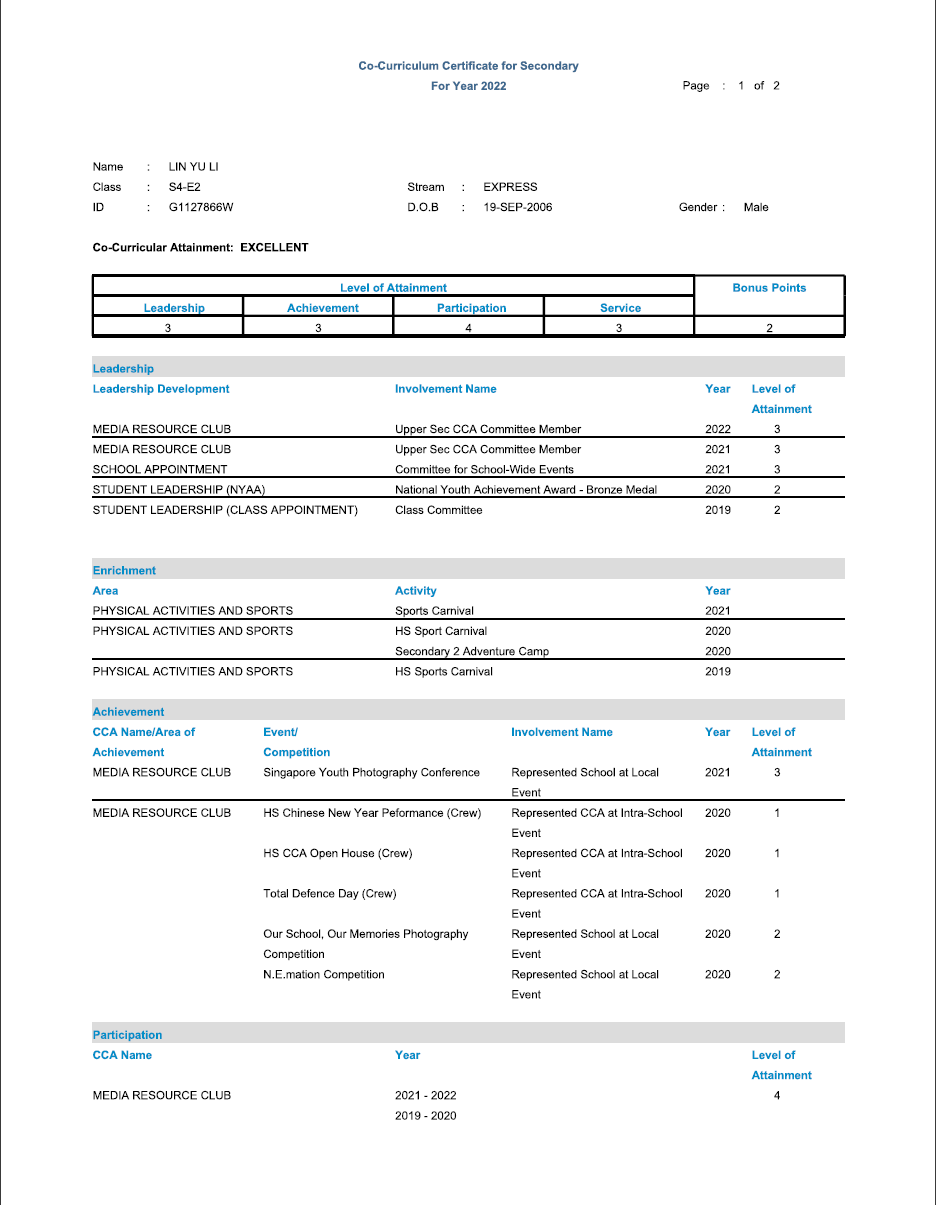 Co-Curriculum Certificate for Secondary
For Year 2022
Page : 1 of 2
Name : LIN YU LI
Class : S4-E2 Stream : EXPRESS
ID : G1127866W D.O.B : 19-SEP-2006 Gender : Male
Co-Curricular Attainment: EXCELLENT
Level of Attainment Bonus Points
Leadership Achievement Participation Service
3 3 4 3 2
Leadership
Leadership Development Involvement Name Year Level of
Attainment
MEDIA RESOURCE CLUB Upper Sec CCA Committee Member 2022 3
MEDIA RESOURCE CLUB Upper Sec CCA Committee Member 2021 3
SCHOOL APPOINTMENT Committee for School-Wide Events 2021 3
STUDENT LEADERSHIP (NYAA) National Youth Achievement Award - Bronze Medal 2020 2
STUDENT LEADERSHIP (CLASS APPOINTMENT) Class Committee 2019 2
Enrichment
Area Activity Year
PHYSICAL ACTIVITIES AND SPORTS Sports Carnival 2021
PHYSICAL ACTIVITIES AND SPORTS HS Sport Carnival 2020
Secondary 2 Adventure Camp 2020
PHYSICAL ACTIVITIES AND SPORTS HS Sports Carnival 2019
Achievement
CCA Name/Area of Event/ Involvement Name Year Level of
Achievement Competition Attainment
MEDIA RESOURCE CLUB Singapore Youth Photography Conference Represented School at Local 2021 3
Event
MEDIA RESOURCE CLUB HS Chinese New Year Peformance (Crew) Represented CCA at Intra-School 2020 1
Event
HS CCA Open House (Crew) Represented CCA at Intra-School 2020 1
Event
Total Defence Day (Crew) Represented CCA at Intra-School 2020 1
Event
Our School, Our Memories Photography Represented School at Local 2020 2
Competition Event
N.E.mation Competition Represented School at Local 2020 2
Event
Participation
CCA Name Year Level of
Attainment
MEDIA RESOURCE CLUB 2021 - 2022 4
2019 - 2020